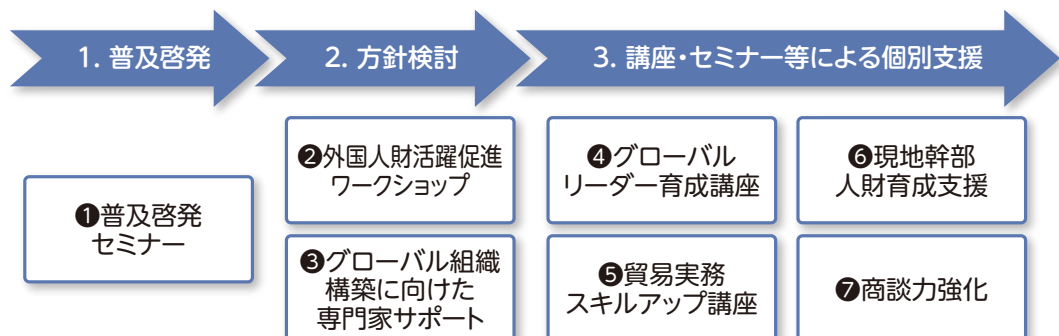 1. 普及啓発
2. 方針検討
3. 講座・セミナー等による個別支援
❶普及啓発
セミナー
❷外国人財活躍促進
ワークショップ
❸グローバル組織
構築に向けた
専門家サポート
❹グローバル
リーダー育成講座
❺貿易実務
スキルアップ講座
❻現地幹部
人財育成支援
❼商談力強化